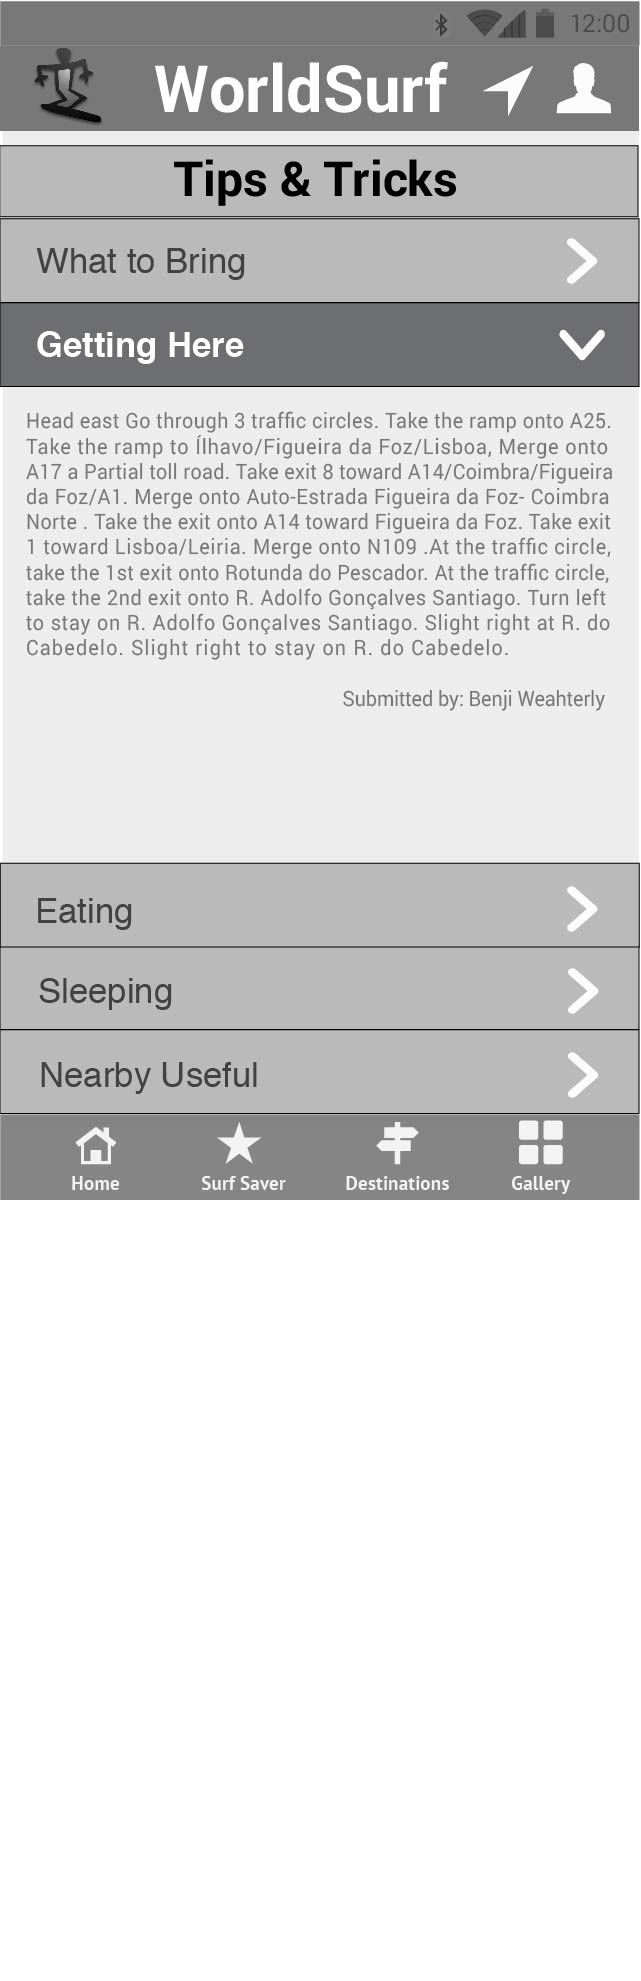 12:00
WorldSurf
Tips & Tricks
What to Bring
Getting Here
Head east Go through 3 traffic circles. Take the ramp onto A25.
Take the ramp to Ílhavo/Figueira da Foz/Lisboa, Merge onto
A17 a Partial toll road. Take exit 8 toward A14/Coimbra/Figueira
da Foz/A1. Merge onto Auto-Estrada Figueira da Foz- Coimbra
Norte . Take the exit onto A14 toward Figueira da Foz. Take exit
1 toward Lisboa/Leiria. Merge onto N109 .At the traffic circle,
take the 1st exit onto Rotunda do Pescador. At the traffic circle,
take the 2nd exit onto R. Adolfo Gonçalves Santiago. Turn left
to stay on R. Adolfo Gonçalves Santiago. Slight right at R. do
Cabedelo. Slight right to stay on R. do Cabedelo.
Submitted by: Benji Weahterly
Eating
Sleeping
Nearby Useful
Home
Surf Saver
Destinations
Gallery